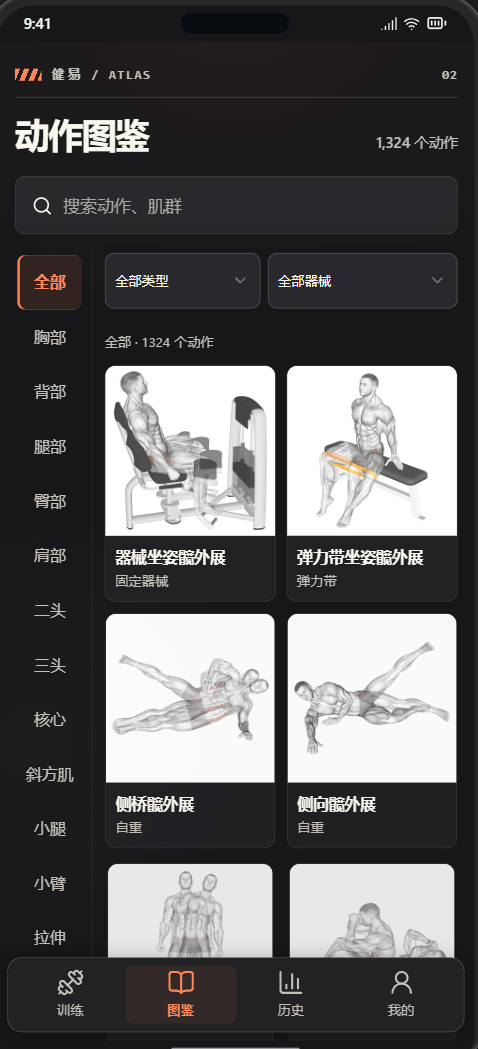 9:41
健易 / ATLAS
02
动作图鉴
1,324 个动作
搜索动作、肌群
全部
胸部
背部
腿部
臀部
肩部
二头
三头
核心
斜方肌
小腿
小臂
拉伸
全部类型
全部器械
全部 · 1324 个动作
器械坐姿髋外展
固定器械
弹力带坐姿髋外展
弹力带
侧桥髋外展
自重
侧向髋外展
自重
训练
图鉴
历史
我的